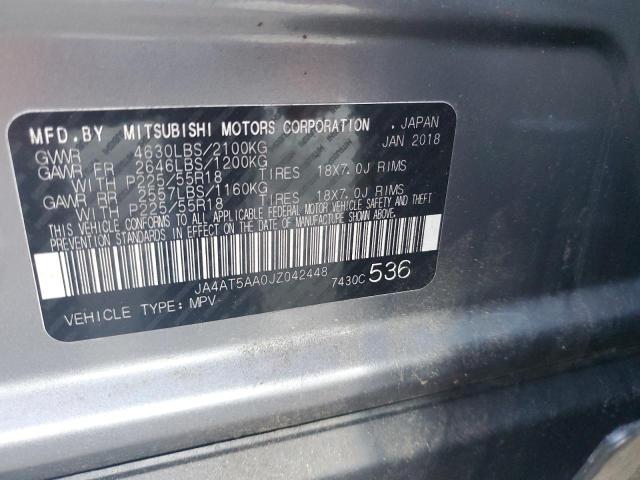 MFD.BY MITSUBISHI MOTORS CORPORATION . JAPAN
GVWR 4630LBS/2100KG JAN 2018
GAWR FR 2646LBS/1200KG
WITH P225/55R18 TIRES 18X7.0J RIMS
GAWR RR 2557LBS/1160KG
WITH P225/55R18 TIRES 18X7.0J RIMS
THIS VEHICLE CONFORMS TO ALL APPLICABLE FEDERAL MOTOR VEHICLE SAFETY AND THEFT
PREVENTION STANDARDS IN EFFECT ON THE DATE OF MANUFACTURE SHOWN ABOVE.
JA4AT5AA0JZ042448 7430C 536
VEHICLE TYPE: MPV